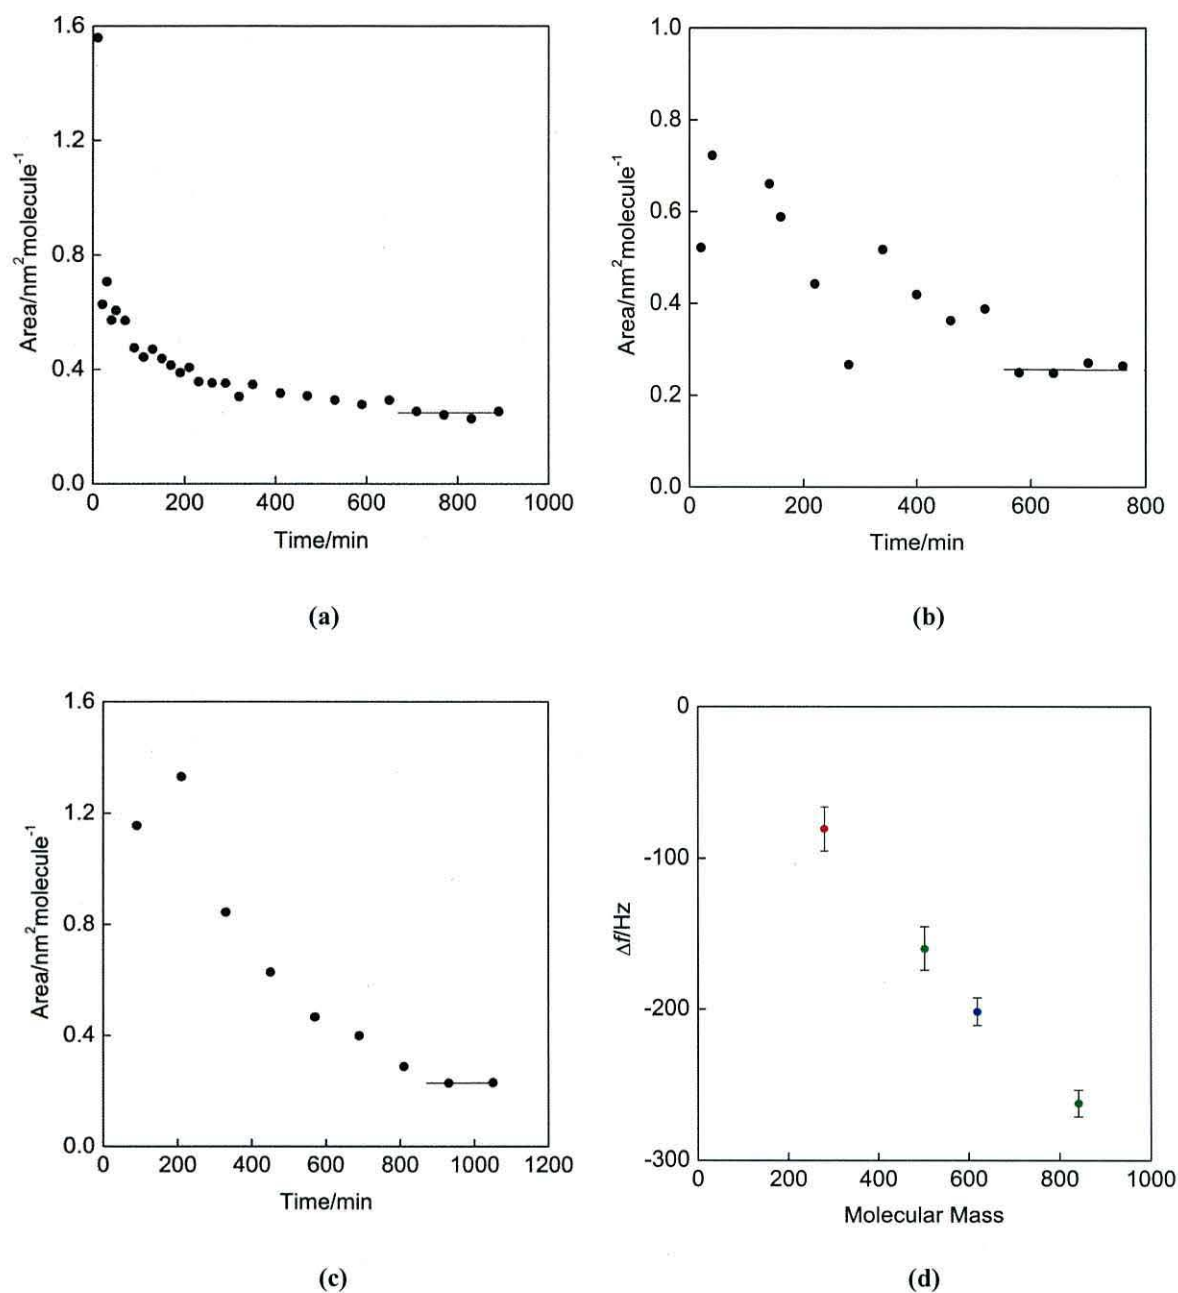 1.6
1.2
0.8
0.4
0.0
0 200 400 600 800 1000
Area/nm²molecule⁻¹
Time/min
(a)
1.0
0.8
0.6
0.4
0.2
0.0
0 200 400 600 800
Area/nm²molecule⁻¹
Time/min
(b)
1.6
1.2
0.8
0.4
0.0
0 200 400 600 800 1000 1200
Area/nm²molecule⁻¹
Time/min
(c)
0
-100
-200
-300
0 200 400 600 800 1000
Δf/Hz
Molecular Mass
(d)